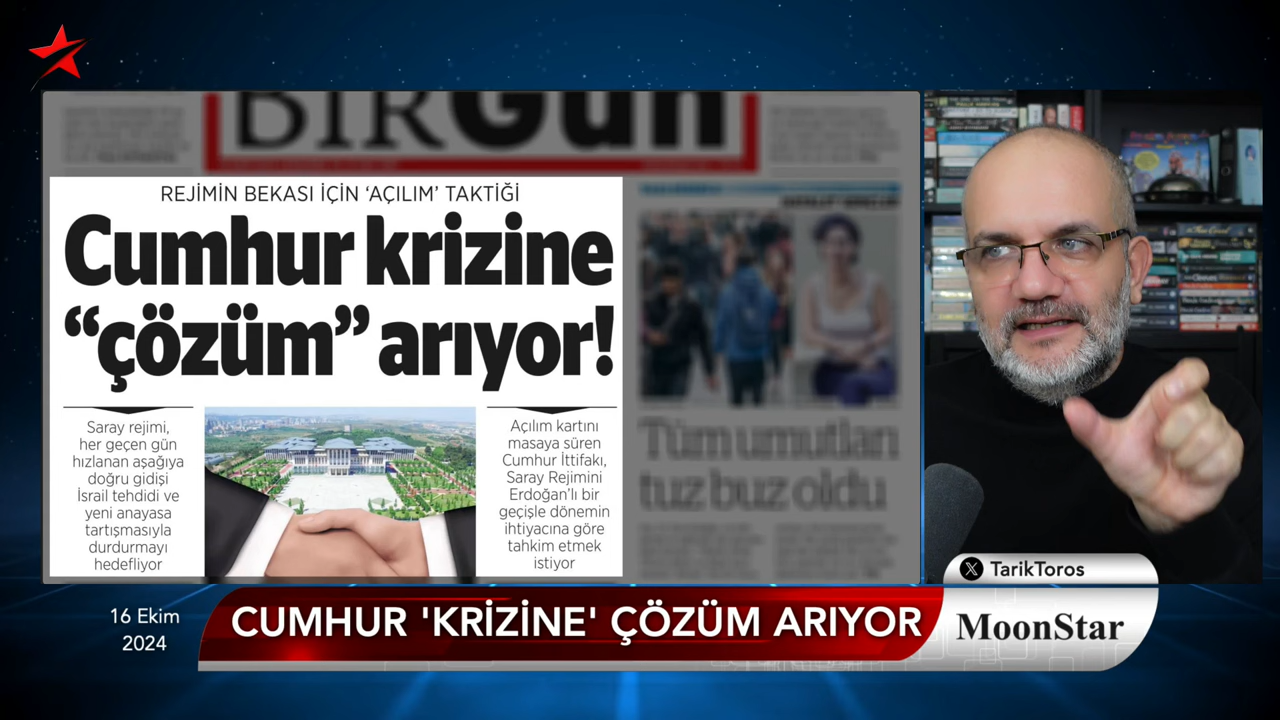 BİRGün
REJİMİN BEKASI İÇİN ‘AÇILIM’ TAKTİĞİ
Cumhur krizine
“çözüm” arıyor!
Saray rejimi,
her geçen gün
hızlanan aşağıya
doğru gidişi
İsrail tehdidi ve
yeni anayasa
tartışmasıyla
durdurmayı
hedefliyor
Açılım kartını
masaya süren
Cumhur İttifakı,
Saray Rejimini
Erdoğan’lı bir
geçişle dönemin
ihtiyacına göre
tahkim etmek
istiyor
Tüm umutları
tuz buz oldu
TarikToros
16 Ekim
2024
CUMHUR 'KRİZİNE' ÇÖZÜM ARIYOR
MoonStar